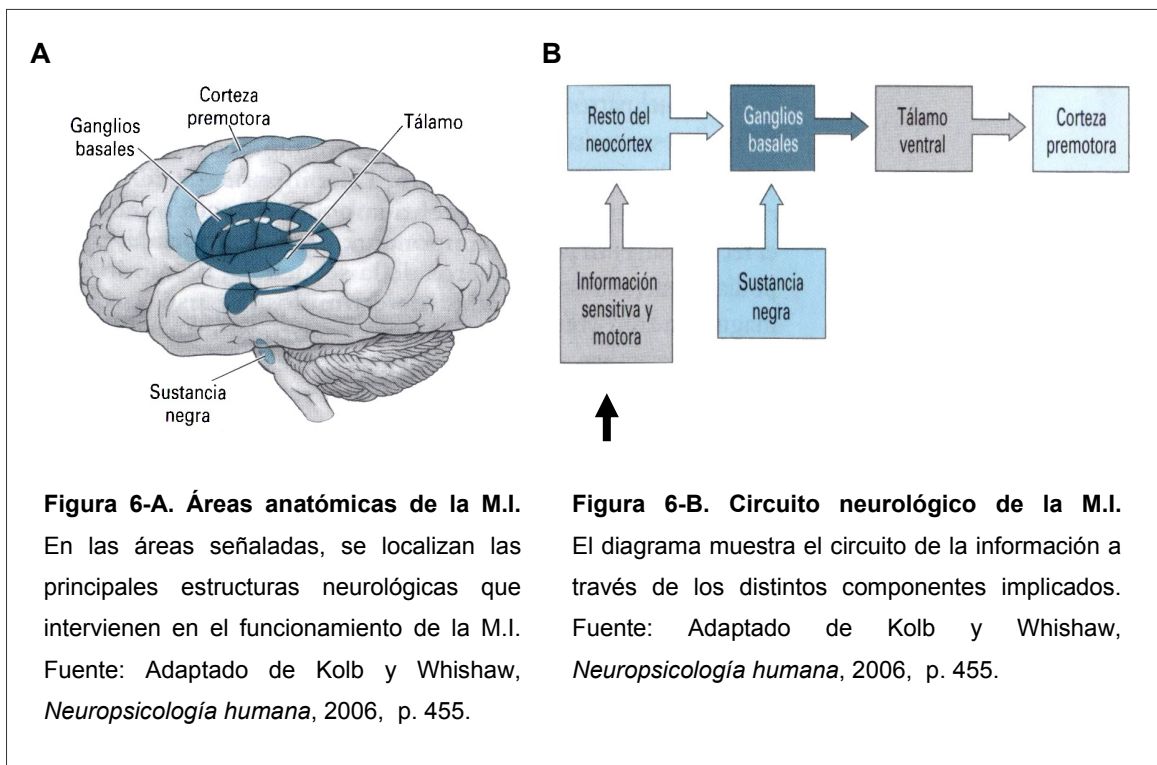 A
Corteza
premotora
Ganglios
basales
Tálamo
Sustancia
negra
B
Resto del
neocórtex
Ganglios
basales
Tálamo
ventral
Corteza
premotora
Información
sensitiva y
motora
Sustancia
negra
Figura 6-A. Áreas anatómicas de la M.I.
En las áreas señaladas, se localizan las
principales estructuras neurológicas que
intervienen en el funcionamiento de la M.I.
Fuente: Adaptado de Kolb y Whishaw,
Neuropsicología humana, 2006, p. 455.
Figura 6-B. Circuito neurológico de la M.I.
El diagrama muestra el circuito de la información a
través de los distintos componentes implicados.
Fuente: Adaptado de Kolb y Whishaw,
Neuropsicología humana, 2006, p. 455.